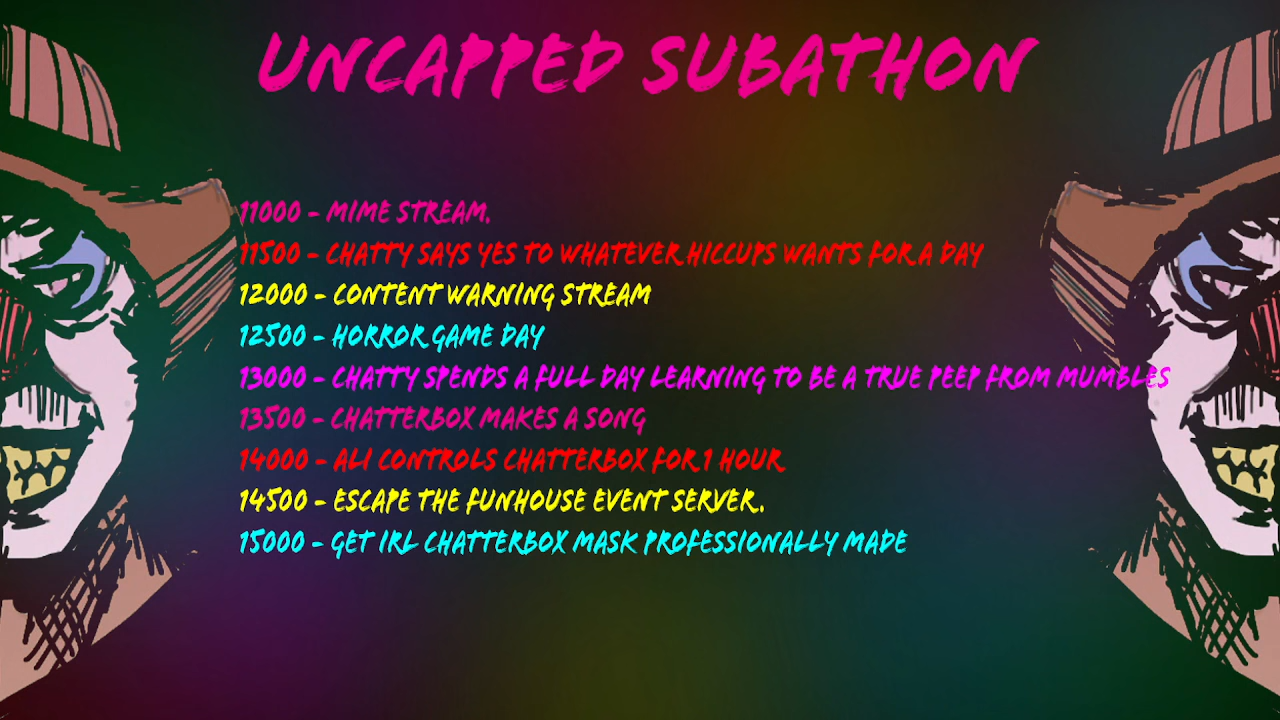 UNCAPPED SUBATHON
11000 - MIME STREAM.
11500 - CHATTY SAYS YES TO WHATEVER HICCUPS WANTS FOR A DAY
12000 - CONTENT WARNING STREAM
12500 - HORROR GAME DAY
13000 - CHATTY SPENDS A FULL DAY LEARNING TO BE A TRUE PEEP FROM MUMBLES
13500 - CHATTERBOX MAKES A SONG
14000 - ALI CONTROLS CHATTERBOX FOR 1 HOUR
14500 - ESCAPE THE FUNHOUSE EVENT SERVER.
15000 - GET IRL CHATTERBOX MASK PROFESSIONALLY MADE